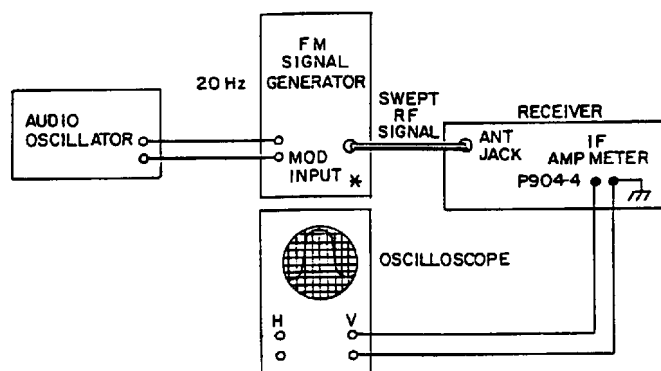 FM
SIGNAL
GENERATOR
20 Hz
AUDIO
OSCILLATOR
MOD
INPUT *
SWEPT
RF
SIGNAL
RECEIVER
ANT
JACK
IF
AMP METER
P904-4
OSCILLOSCOPE
H V